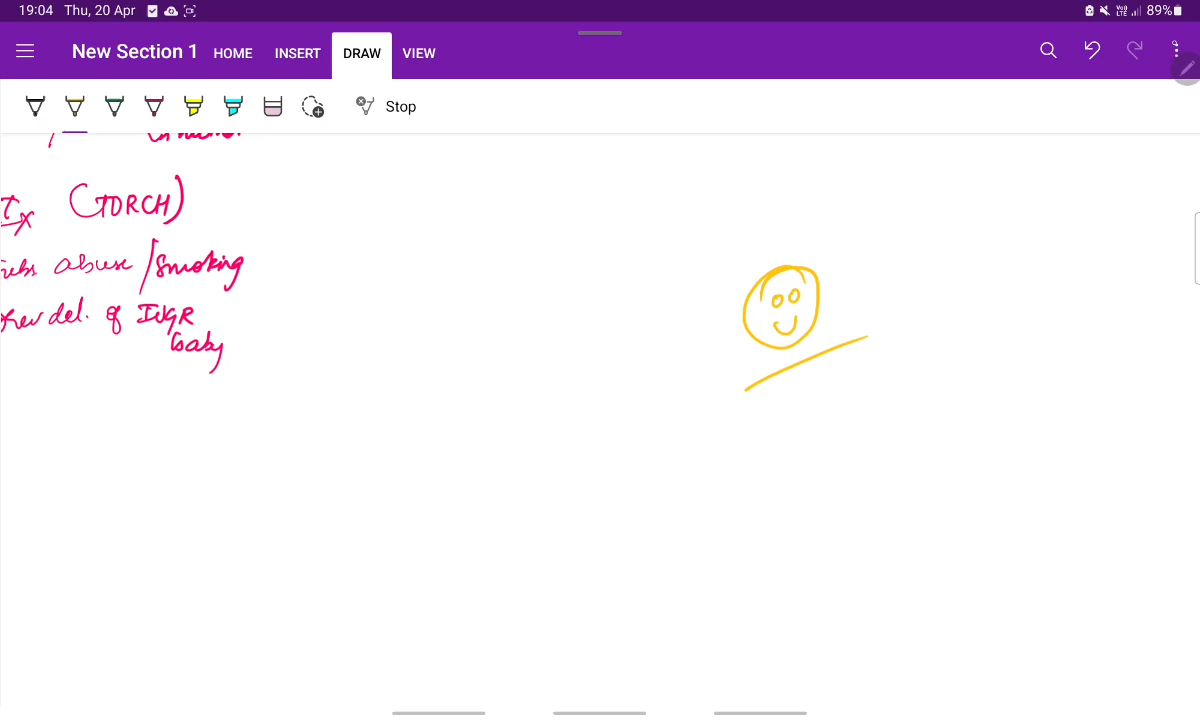 19:04 Thu, 20 Apr 89%
New Section 1 HOME INSERT DRAW VIEW
Stop
(TORCH)
abuse / Smoking
del. of IUGR
baby